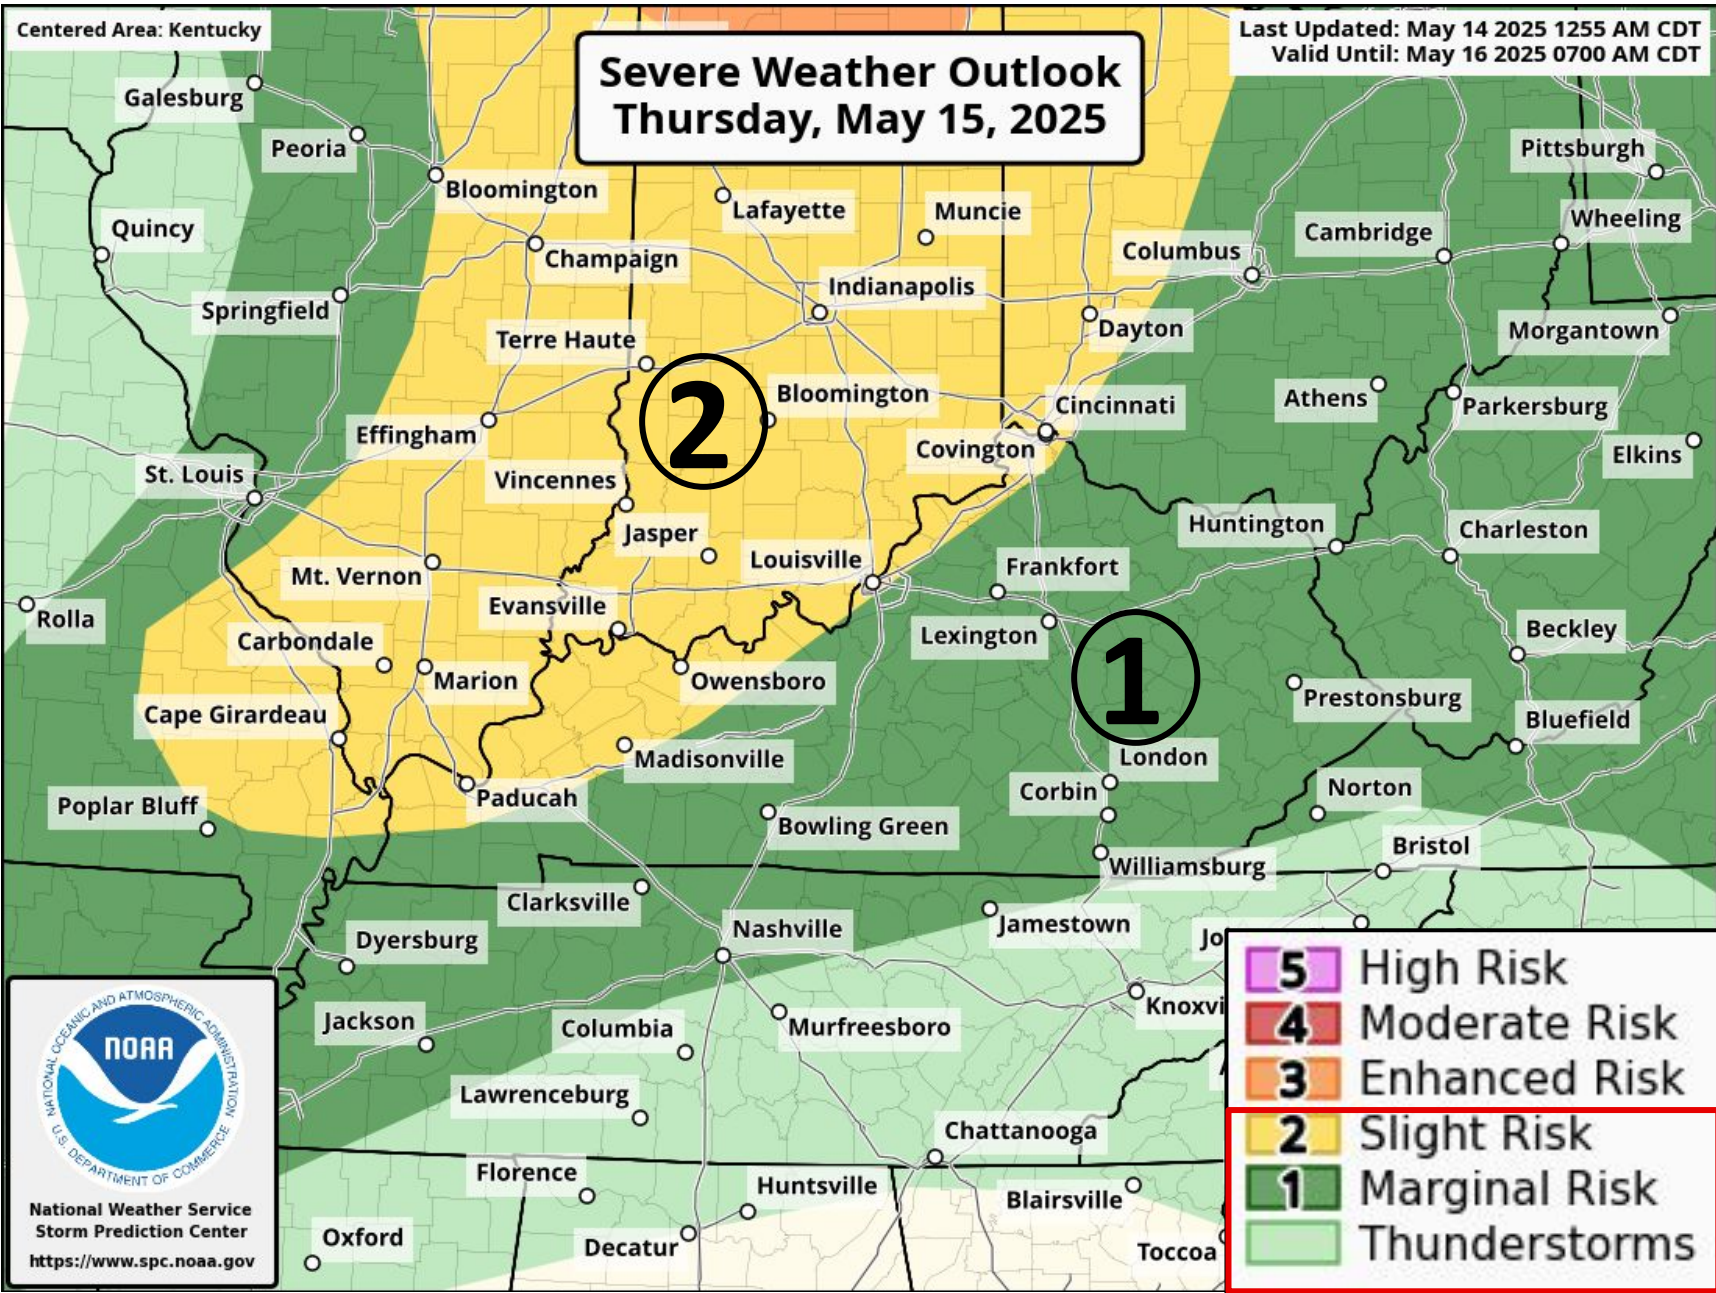 Centered Area: Kentucky
Severe Weather Outlook
Thursday, May 15, 2025
Last Updated: May 14 2025 1255 AM CDT
Valid Until: May 16 2025 0700 AM CDT
Galesburg
Peoria
Pittsburgh
Bloomington
Lafayette
Muncie
Quincy
Wheeling
Cambridge
Columbus
Champaign
Indianapolis
Springfield
Dayton
Morgantown
Terre Haute
2
Bloomington
Athens
Cincinnati
Parkersburg
Effingham
Covington
Elkins
St. Louis
Vincennes
Huntington
Charleston
Jasper
Louisville
Frankfort
Mt. Vernon
Evansville
Rolla
Lexington
Beckley
Carbondale
1
Marion
Owensboro
Prestonsburg
Cape Girardeau
Bluefield
Madisonville
London
Paducah
Corbin
Norton
Poplar Bluff
Bowling Green
Bristol
Williamsburg
Clarksville
Nashville
Jamestown
Dyersburg
Jo
Knoxvi
Jackson
Columbia
Murfreesboro
Lawrenceburg
Chattanooga
Florence
Huntsville
Blairsville
Oxford
Decatur
Toccoa
NATIONAL OCEANIC AND ATMOSPHERIC ADMINISTRATION
NOAA
U.S. DEPARTMENT OF COMMERCE
National Weather Service
Storm Prediction Center
https://www.spc.noaa.gov
5 High Risk
4 Moderate Risk
3 Enhanced Risk
2 Slight Risk
1 Marginal Risk
Thunderstorms